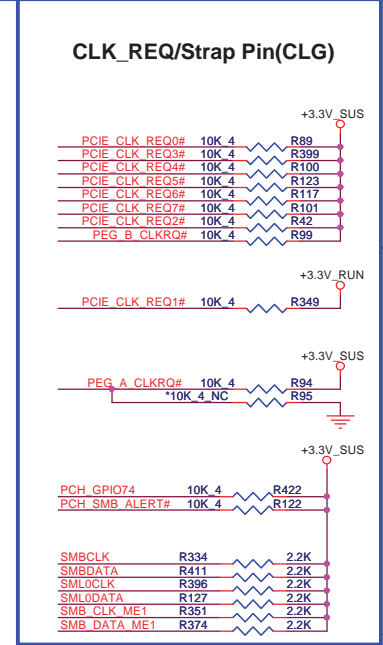 CLK_REQ/Strap Pin(CLG)
+3.3V_SUS
PCIE_CLK_REQ0# 10K_4 R89
PCIE_CLK_REQ3# 10K_4 R399
PCIE_CLK_REQ4# 10K_4 R100
PCIE_CLK_REQ5# 10K_4 R123
PCIE_CLK_REQ6# 10K_4 R117
PCIE_CLK_REQ7# 10K_4 R101
PCIE_CLK_REQ2# 10K_4 R42
PEG_B_CLKRQ# 10K_4 R99
+3.3V_RUN
PCIE_CLK_REQ1# 10K_4 R349
+3.3V_SUS
PEG_A_CLKRQ# 10K_4 R94
*10K_4_NC R95
+3.3V_SUS
PCH_GPIO74 10K_4 R422
PCH_SMB_ALERT# 10K_4 R122
SMBCLK R334 2.2K
SMBDATA R411 2.2K
SML0CLK R396 2.2K
SML0DATA R127 2.2K
SMB_CLK_ME1 R351 2.2K
SMB_DATA_ME1 R374 2.2K